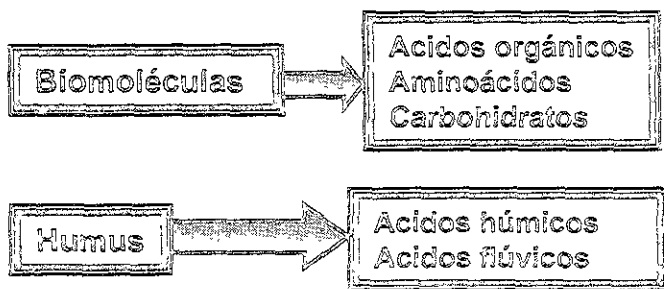 Biomoléculas
Acidos orgánicos
Aminoácidos
Carbohidratos
Humus
Acidos húmicos
Acidos flúvicos